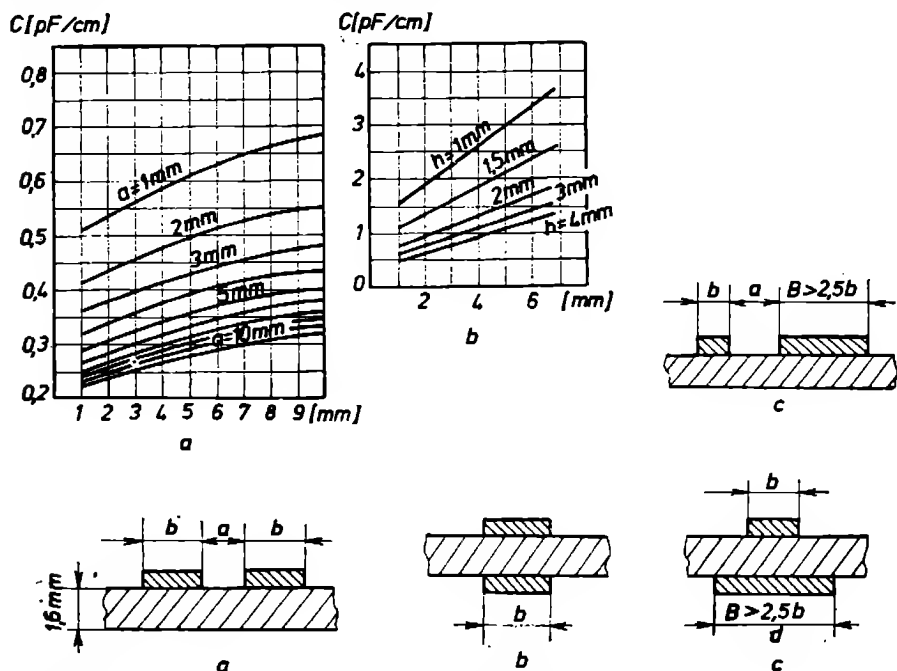 C[pF/cm]
0,8
0,7
0,6
0,5
0,4
0,3
0,2
a=1mm
2mm
3mm
5mm
a=10mm
1 2 3 4 5 6 7 8 9 [mm]
a
C[pF/cm]
4
3
2
1
0
h=1mm
1,5mm
2mm
3mm
h=4mm
2 4 6 [mm]
b
b a B>2,5b
c
b a b
1,6mm
a
b
b
b
B>2,5b
d
c